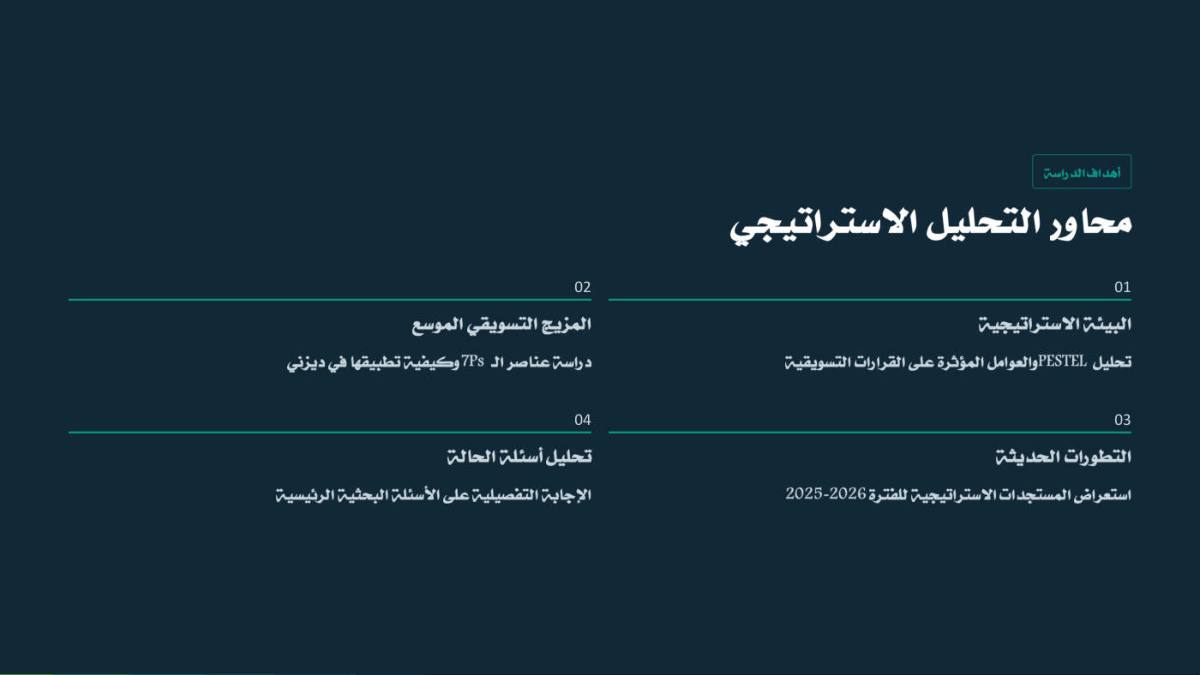 أهداف الدراسة
محاور التحليل الاستراتيجي
01
البيئة الاستراتيجية
تحليل PESTEL والعوامل المؤثرة على القرارات التسويقية
02
المزيج التسويقي الموسع
دراسة عناصر الـ 7Ps وكيفية تطبيقها في ديزني
03
التطورات الحديثة
استعراض المستجدات الاستراتيجية للفترة 2025-2026
04
تحليل أسئلة الحالة
الإجابة التفصيلية على الأسئلة البحثية الرئيسية